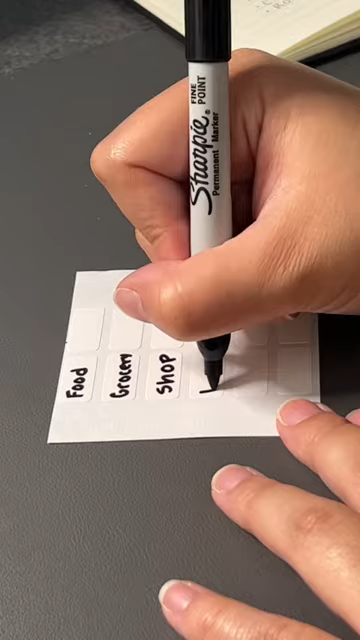 Sharpie®
FINE
POINT
Permanent Marker
Food
Grocery
Shop